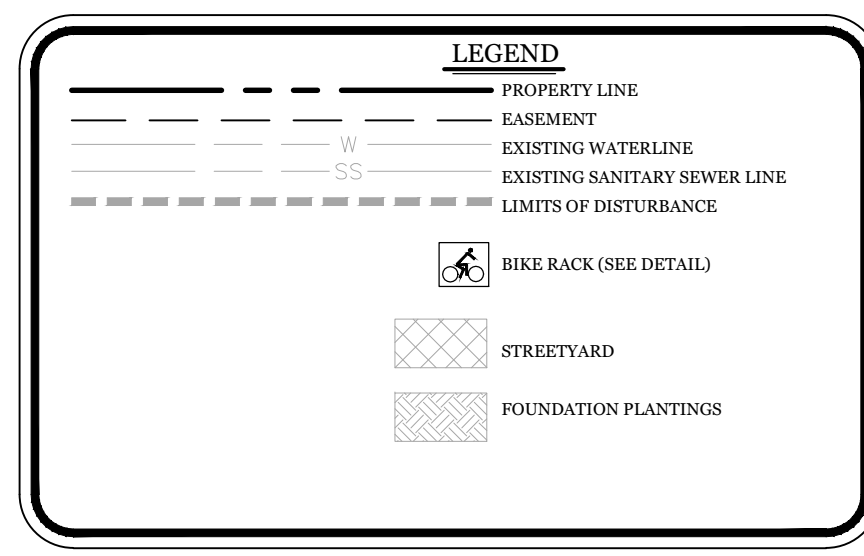 LEGEND
PROPERTY LINE
EASEMENT
W
EXISTING WATERLINE
SS
EXISTING SANITARY SEWER LINE
LIMITS OF DISTURBANCE
BIKE RACK (SEE DETAIL)
STREETYARD
FOUNDATION PLANTINGS